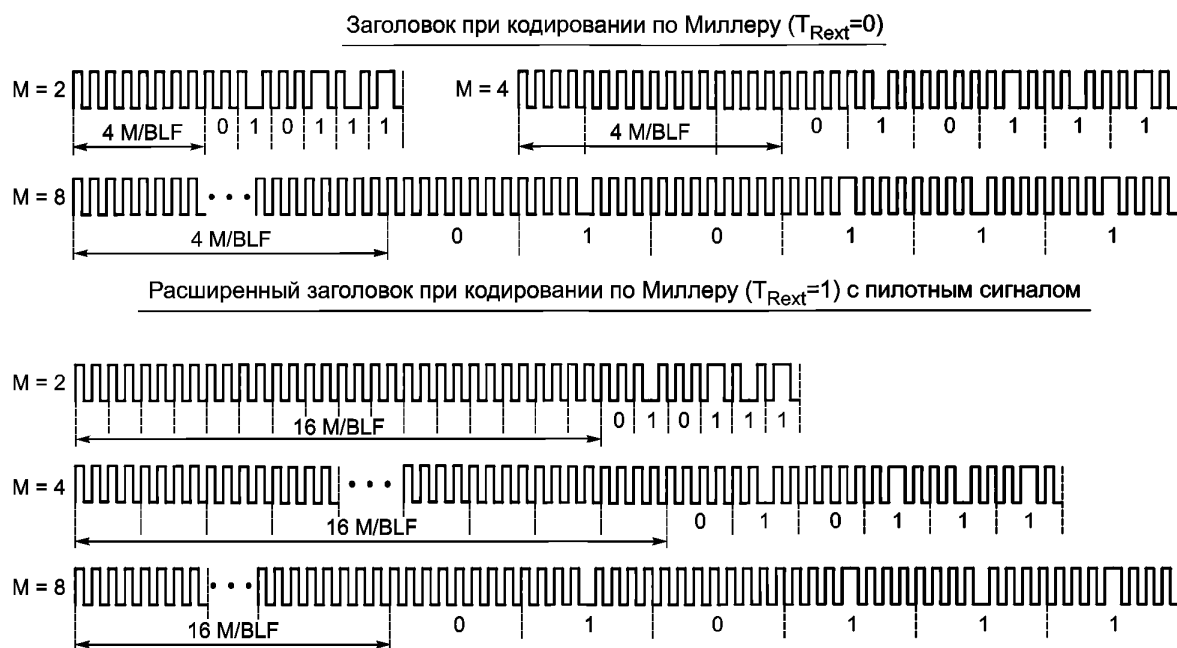 Заголовок при кодировании по Миллеру (T_Rext=0)
M = 2
4 M/BLF 0 1 0 1 1 1
M = 4
4 M/BLF 0 1 0 1 1 1
M = 8
4 M/BLF 0 1 0 1 1 1
Расширенный заголовок при кодировании по Миллеру (T_Rext=1) с пилотным сигналом
M = 2
16 M/BLF 0 1 0 1 1 1
M = 4
16 M/BLF 0 1 0 1 1 1
M = 8
16 M/BLF 0 1 0 1 1 1